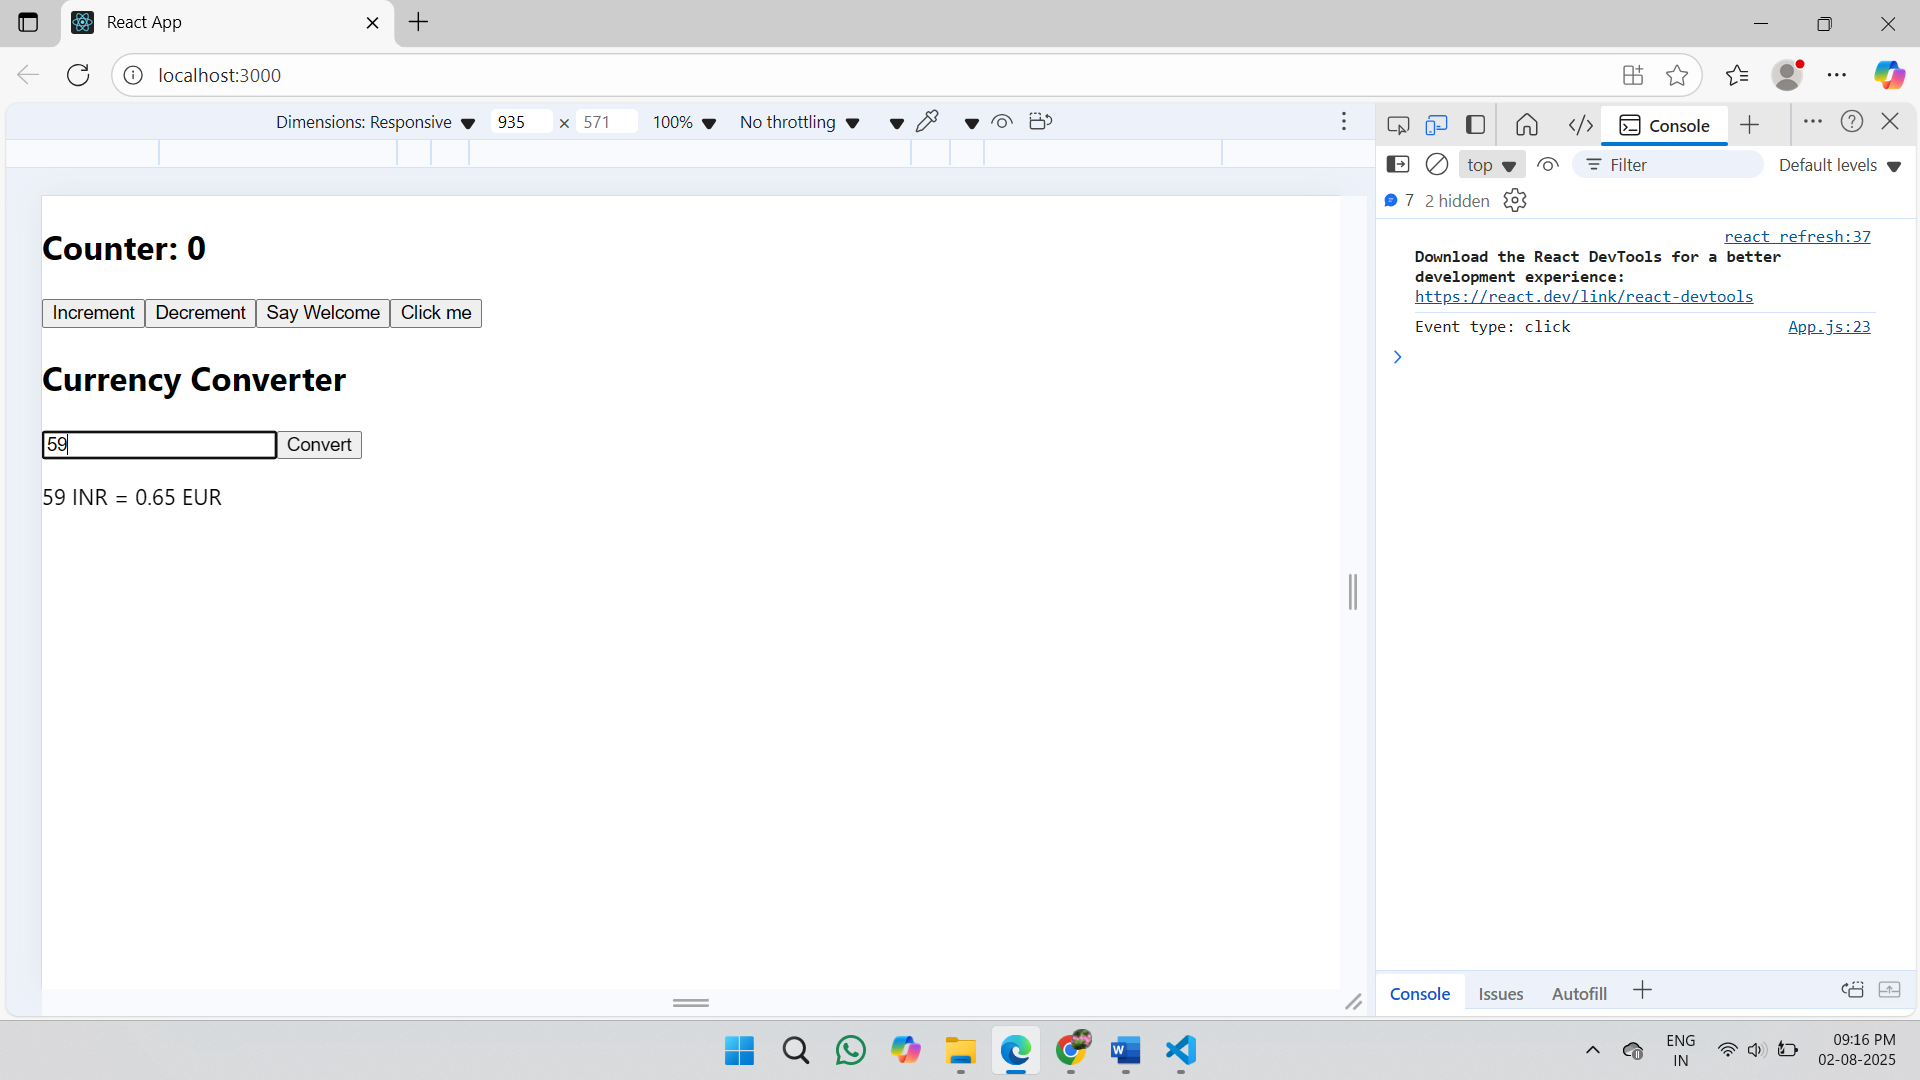 React App
localhost:3000
Dimensions: Responsive 935 × 571 100% No throttling
Console
top Filter Default levels
7 2 hidden
Counter: 0
Increment Decrement Say Welcome Click me
Currency Converter
59 Convert
59 INR = 0.65 EUR
react refresh:37
Download the React DevTools for a better
development experience:
https://react.dev/link/react-devtools
Event type: click App.js:23
Console Issues Autofill
ENG
IN
09:16 PM
02-08-2025